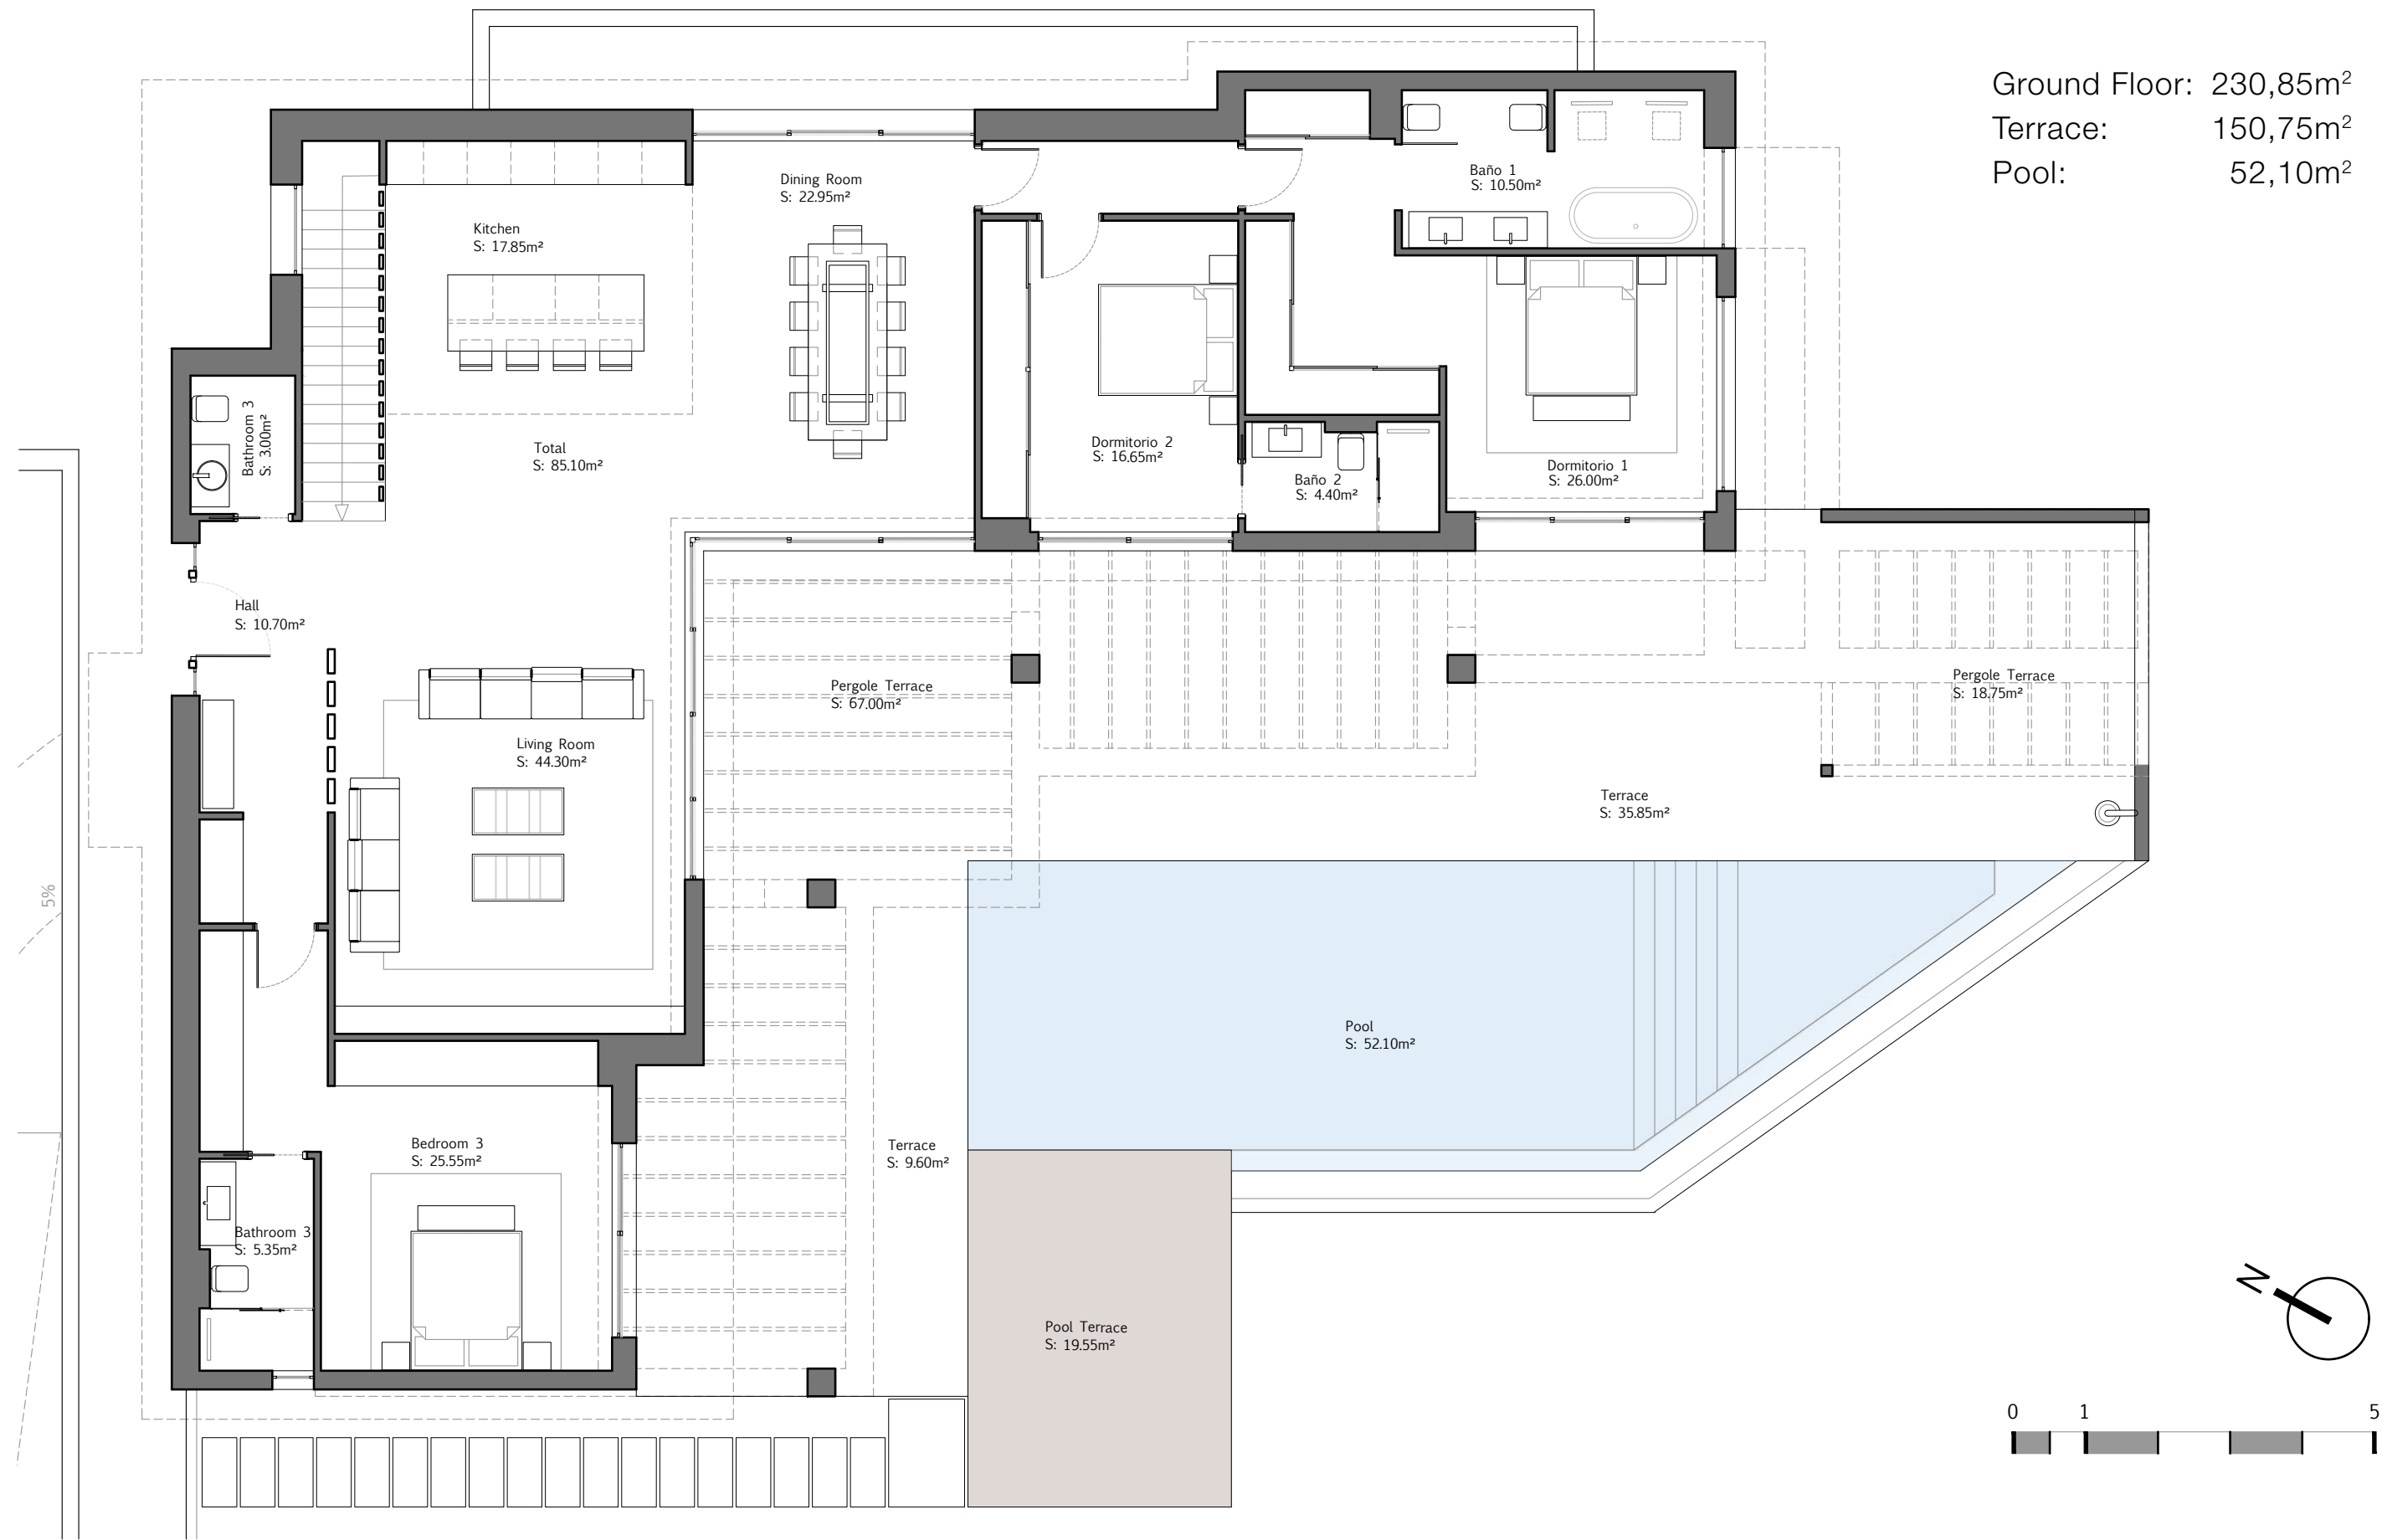 Ground Floor: 230,85m²
Terrace: 150,75m²
Pool: 52,10m²
Dining Room
S: 22.95m²
Baño 1
S: 10.50m²
Kitchen
S: 17.85m²
Bathroom 3
S: 3.00m²
Total
S: 85.10m²
Dormitorio 2
S: 16.65m²
Baño 2
S: 4.40m²
Dormitorio 1
S: 26.00m²
Hall
S: 10.70m²
Pergole Terrace
S: 67.00m²
Pergole Terrace
S: 18.75m²
Living Room
S: 44.30m²
Terrace
S: 35.85m²
5%
Pool
S: 52.10m²
Bedroom 3
S: 25.55m²
Terrace
S: 9.60m²
Bathroom 3
S: 5.35m²
Pool Terrace
S: 19.55m²
N
0 1 5